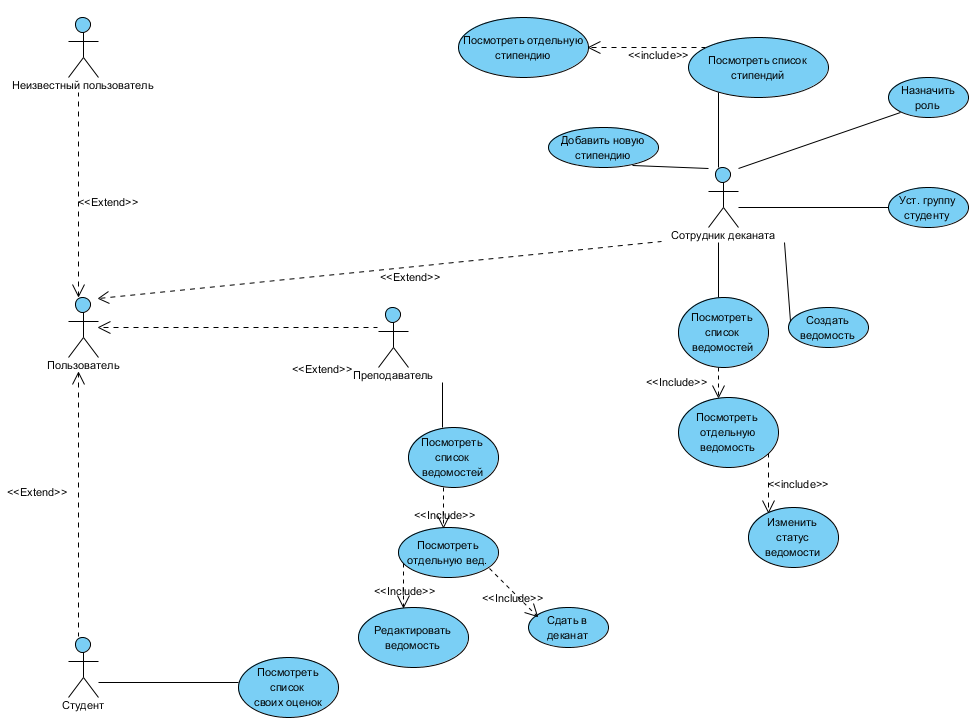 Посмотреть отдельную
стипендию
<<include>>
Посмотреть список
стипендий
Неизвестный пользователь
Назначить
роль
Добавить новую
стипендию
<<Extend>>
Уст. группу
студенту
Сотрудник деканата
<<Extend>>
Посмотреть
список
ведомостей
Создать
ведомость
Пользователь
<<Extend>>
Преподаватель
<<Include>>
Посмотреть
отдельную
ведомость
Посмотреть
список
ведомостей
<<include>>
<<Extend>>
<<Include>>
Изменить
статус
ведомости
Посмотреть
отдельную вед.
<<Include>>
<<Include>>
Редактировать
ведомость
Сдать в
деканат
Студент
Посмотреть
список
своих оценок